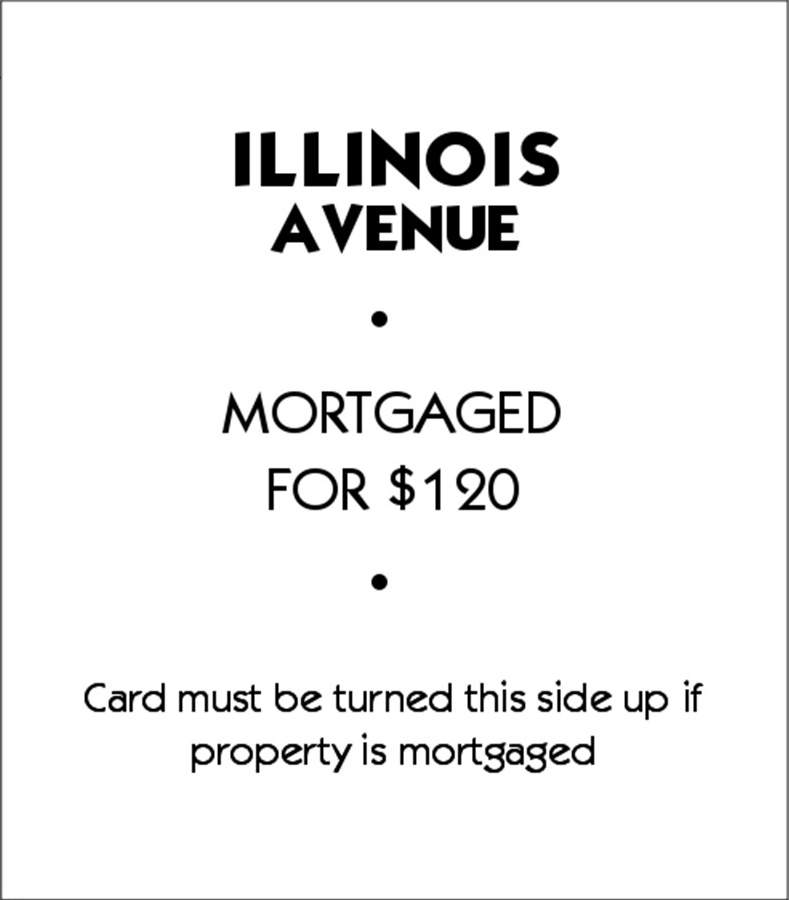 ILLINOIS
AVENUE
•
MORTGAGED
FOR $120
•
Card must be turned this side up if
property is mortgaged